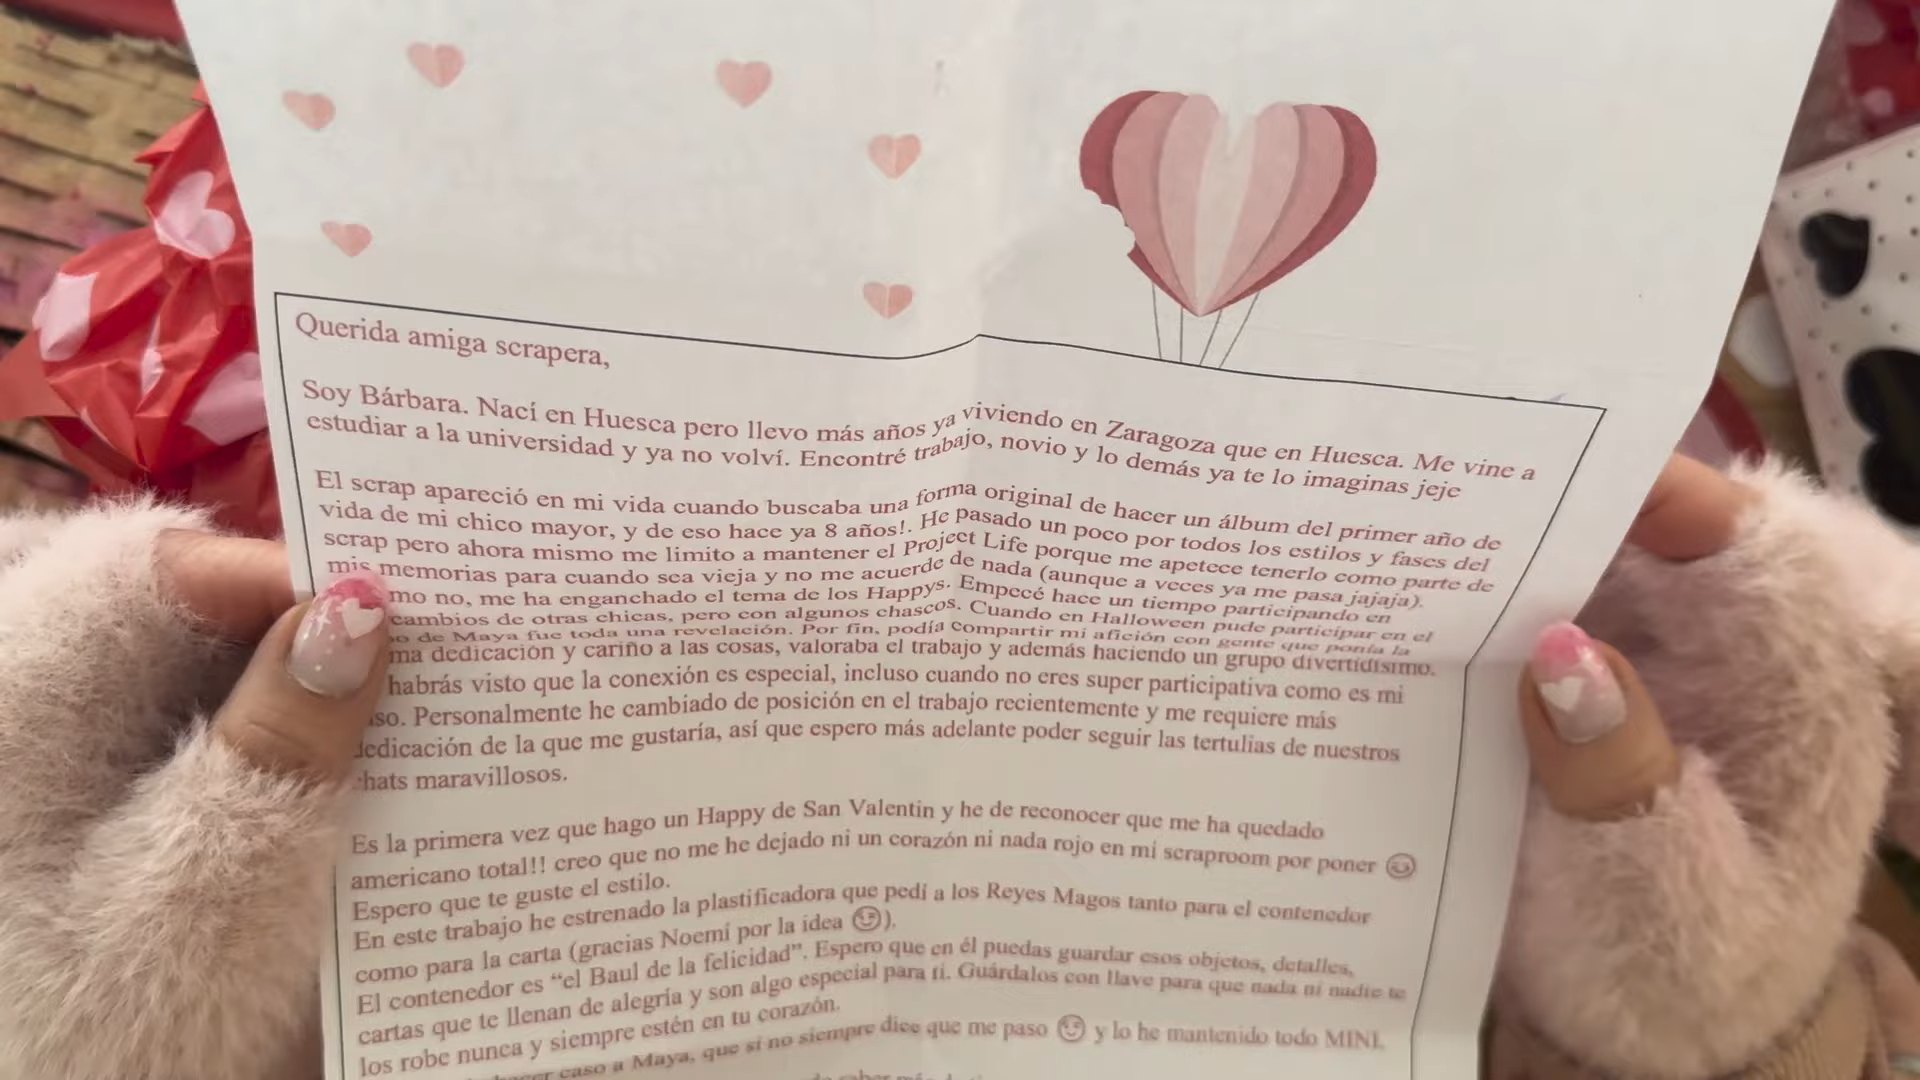 Querida amiga scrapera,
Soy Bárbara. Nací en Huesca pero llevo más años ya viviendo en Zaragoza que en Huesca. Me vine a
estudiar a la universidad y ya no volví. Encontré trabajo, novio y lo demás ya te lo imaginas jeje
El scrap apareció en mi vida cuando buscaba una forma original de hacer un álbum del primer año de
vida de mi chico mayor, y de eso hace ya 8 años!. He pasado un poco por todos los estilos y fases del
scrap pero ahora mismo me limito a mantener el Project Life porque me apetece tenerlo como parte de
mis memorias para cuando sea vieja y no me acuerde de nada (aunque a veces ya me pasa jajaja).
mo no, me ha enganchado el tema de los Happys. Empecé hace un tiempo participando en
cambios de otras chicas, pero con algunos chascos. Cuando en Halloween pude participar en el
de Maya fue toda una revelación. Por fin, podía compartir mi afición con gente que ponía la
ma dedicación y cariño a las cosas, valoraba el trabajo y además haciendo un grupo divertidísimo.
habrás visto que la conexión es especial, incluso cuando no eres super participativa como es mi
so. Personalmente he cambiado de posición en el trabajo recientemente y me requiere más
dedicación de la que me gustaría, así que espero más adelante poder seguir las tertulias de nuestros
chats maravillosos.
Es la primera vez que hago un Happy de San Valentin y he de reconocer que me ha quedado
americano total!! creo que no me he dejado ni un corazón ni nada rojo en mi scraproom por poner 😊
Espero que te guste el estilo.
En este trabajo he estrenado la plastificadora que pedí a los Reyes Magos tanto para el contenedor
como para la carta (gracias Noemí por la idea 😉).
El contenedor es “el Baul de la felicidad”. Espero que en él puedas guardar esos objetos, detalles,
cartas que te llenan de alegría y son algo especial para ti. Guárdalos con llave para que nada ni nadie te
los robe nunca y siempre estén en tu corazón.
hacer caso a Maya, que si no siempre dice que me paso 😉 y lo he mantenido todo MINI.